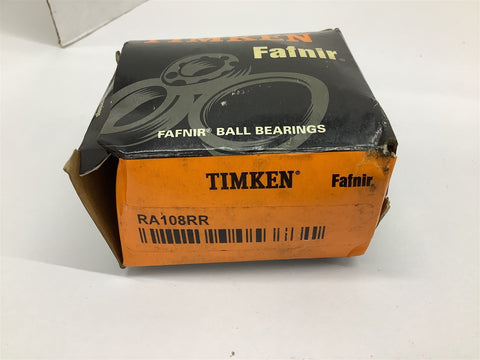 TIMKEN
Fafnir
FAFNIR® BALL BEARINGS
TIMKEN® Fafnir
RA108RR